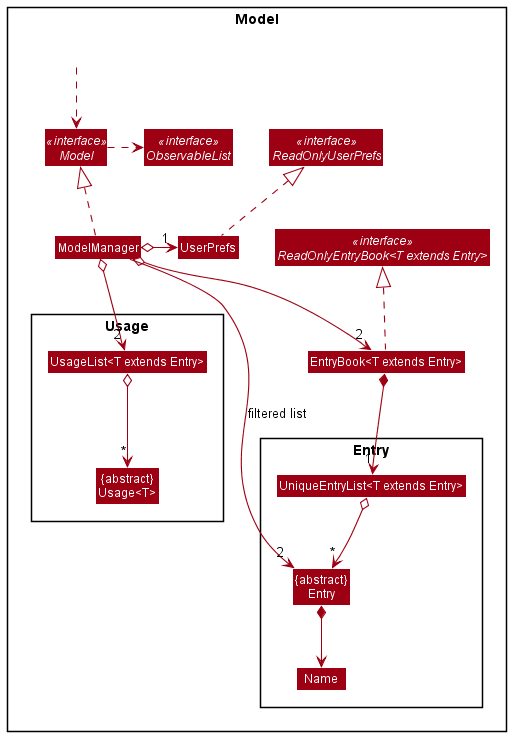 Model
«interface»
Model
«interface»
ObservableList
«interface»
ReadOnlyUserPrefs
ModelManager
1
UserPrefs
«interface»
ReadOnlyEntryBook<T extends Entry>
Usage
2
2
UsageList<T extends Entry>
EntryBook<T extends Entry>
filtered list
Entry
*
1
{abstract}
Usage<T>
UniqueEntryList<T extends Entry>
2
*
{abstract}
Entry
Name